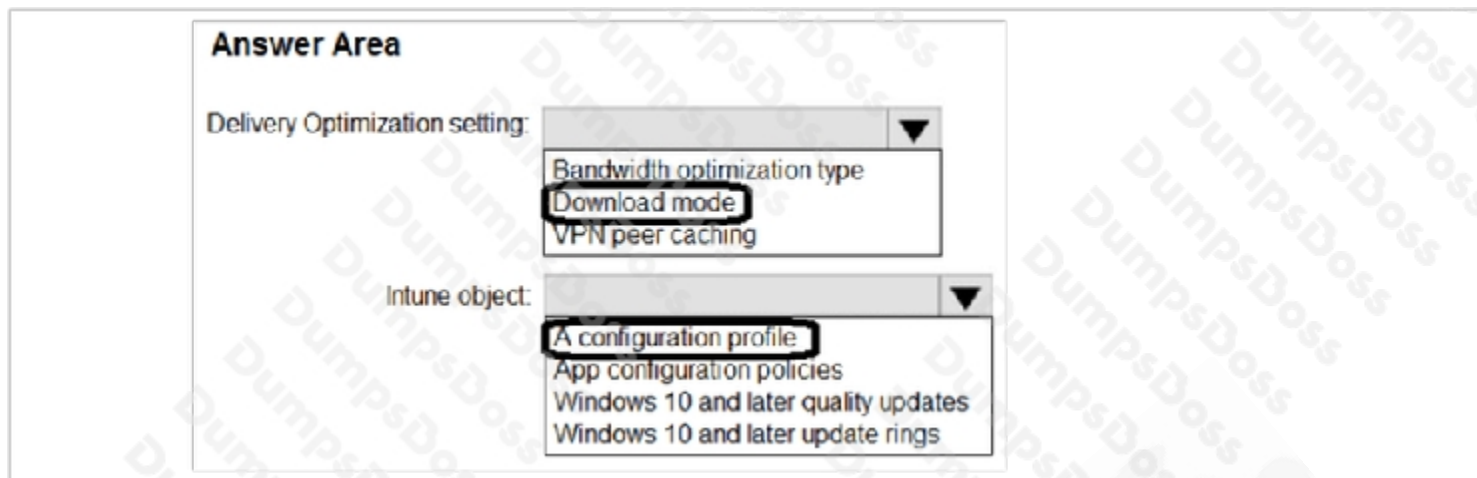 Answer Area
Delivery Optimization setting:
Bandwidth optimization type
Download mode
VPN peer caching
Intune object:
A configuration profile
App configuration policies
Windows 10 and later quality updates
Windows 10 and later update rings